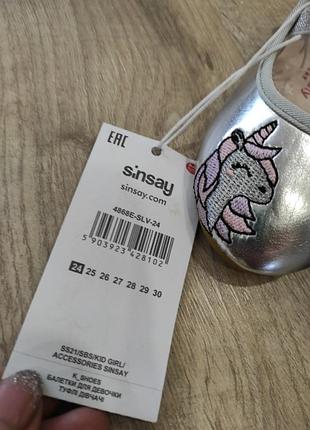 EAC
sinsay
sinsay.com
4868E-SLV-24
5 903923 428102
24 25 26 27 28 29 30
SS21/SBS/KID GIRL/
ACCESSORIES SINSAY
K_SHOES
БАЛЕТКИ ДЛЯ ДЕВОЧКИ
ТУФЛІ ДІВЧАЧІ